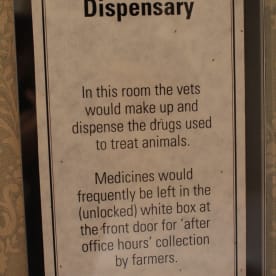 Dispensary
In this room the vets
would make up and
dispense the drugs used
to treat animals.
Medicines would
frequently be left in the
(unlocked) white box at
the front door for 'after
office hours' collection
by farmers.